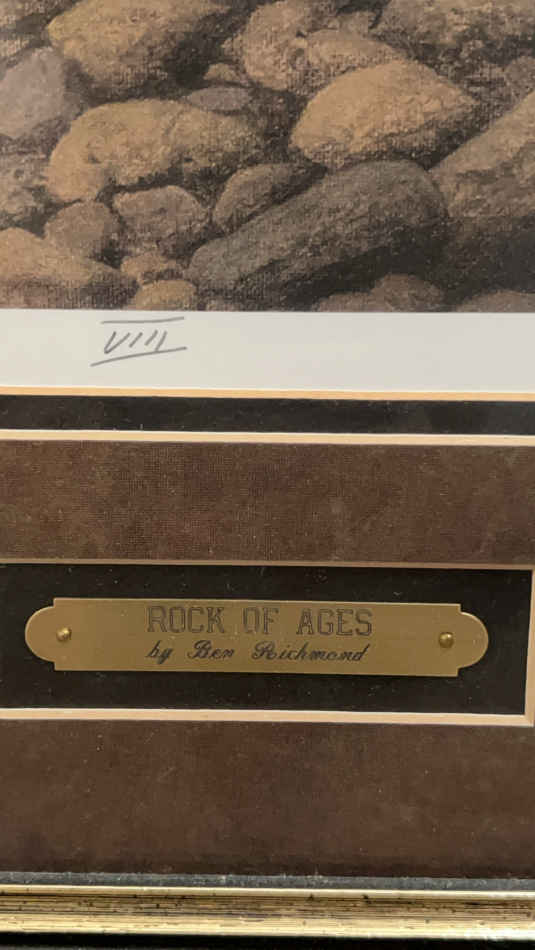 VIII
ROCK OF AGES
by Ben Richmond